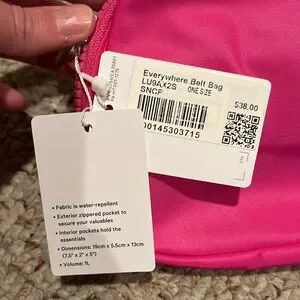 Everywhere Belt Bag
LU9AX2S ONE SIZE
SNCP
$38.00
00145303715
• Fabric is water-repellent
• Exterior zippered pocket to
secure your valuables
• Interior pockets hold the
essentials
• Dimensions: 19cm x 5.5cm x 13cm
(7.5" x 2" x 5")
• Volume: 1L